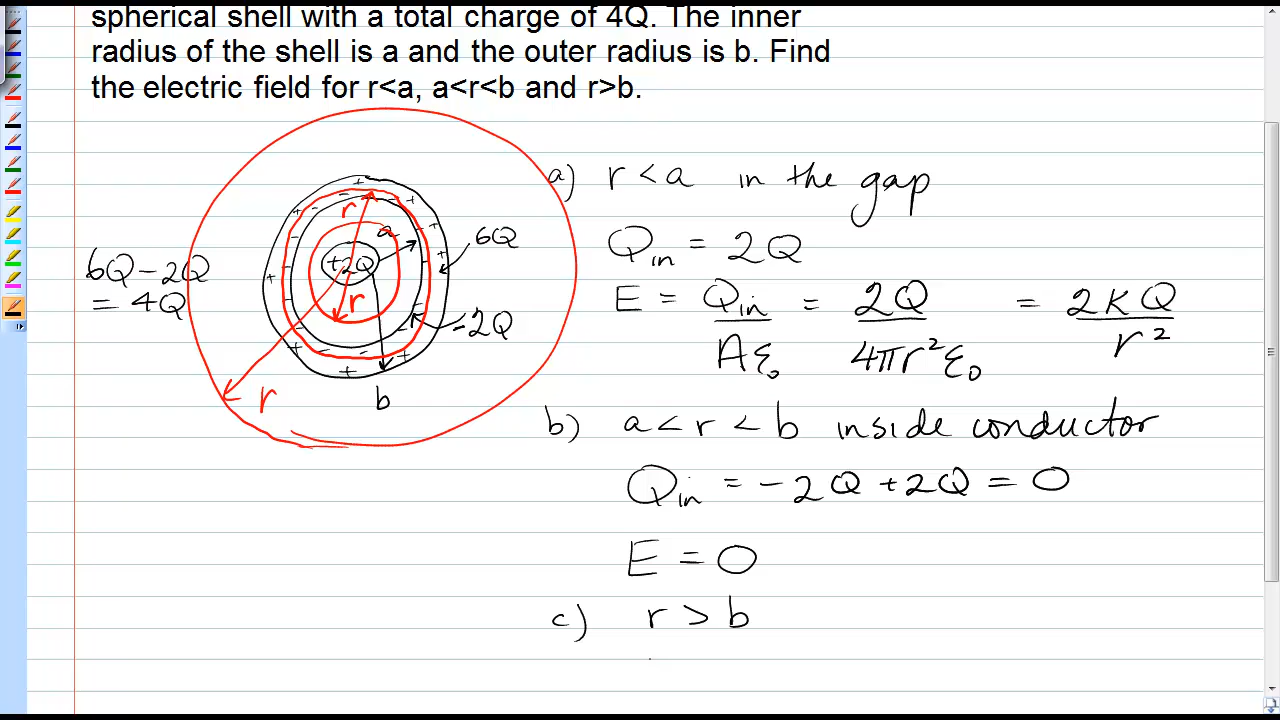 spherical shell with a total charge of 4Q. The inner
radius of the shell is a and the outer radius is b. Find
the electric field for r<a, a<r<b and r>b.
6Q - 2Q
= 4Q
r
a
+2Q
r
6Q
-2Q
r
b
a) r < a in the gap
Qin = 2Q
E = Qin/Aε₀ = 2Q/4πr²ε₀ = 2KQ/r²
b) a < r < b inside conductor
Qin = -2Q + 2Q = 0
E = 0
c) r > b